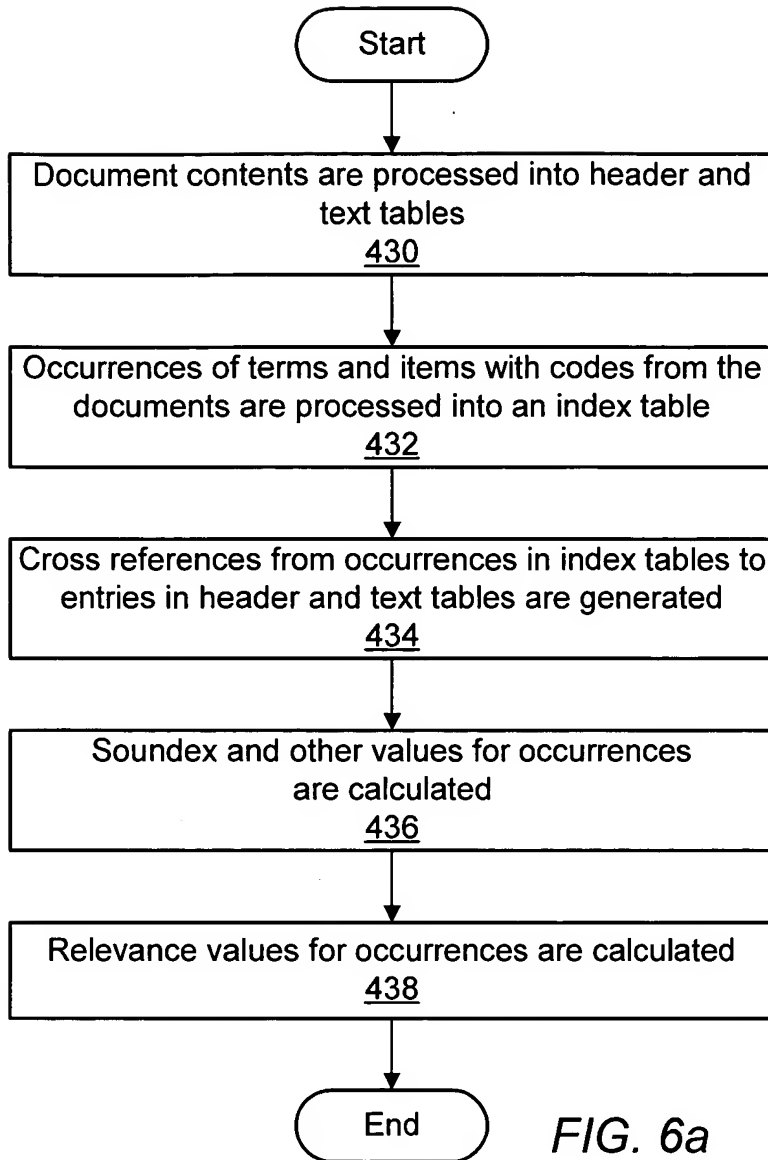 Start
Document contents are processed into header and
text tables
430
Occurrences of terms and items with codes from the
documents are processed into an index table
432
Cross references from occurrences in index tables to
entries in header and text tables are generated
434
Soundex and other values for occurrences
are calculated
436
Relevance values for occurrences are calculated
438
End
FIG. 6a